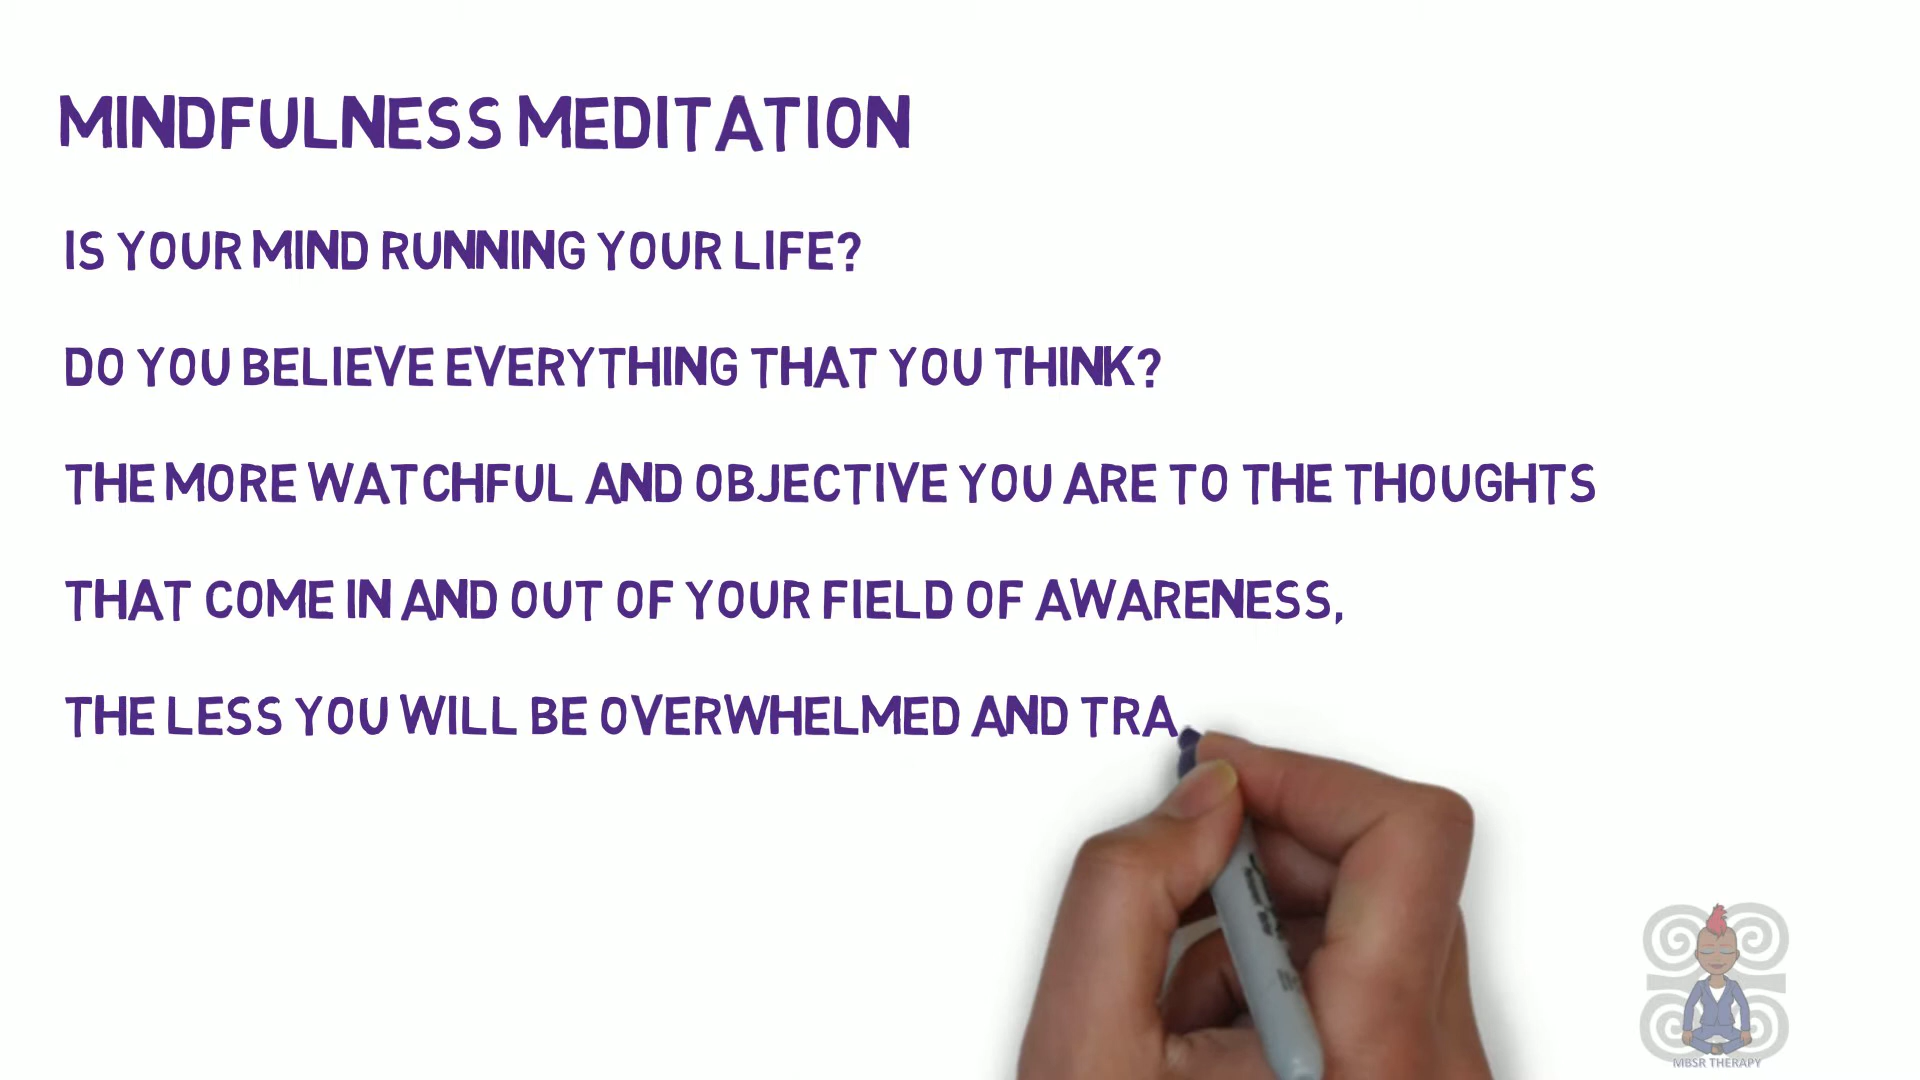 MINDFULNESS MEDITATION
IS YOUR MIND RUNNING YOUR LIFE?
DO YOU BELIEVE EVERYTHING THAT YOU THINK?
THE MORE WATCHFUL AND OBJECTIVE YOU ARE TO THE THOUGHTS
THAT COME IN AND OUT OF YOUR FIELD OF AWARENESS,
THE LESS YOU WILL BE OVERWHELMED AND TRA
MBSR THERAPY